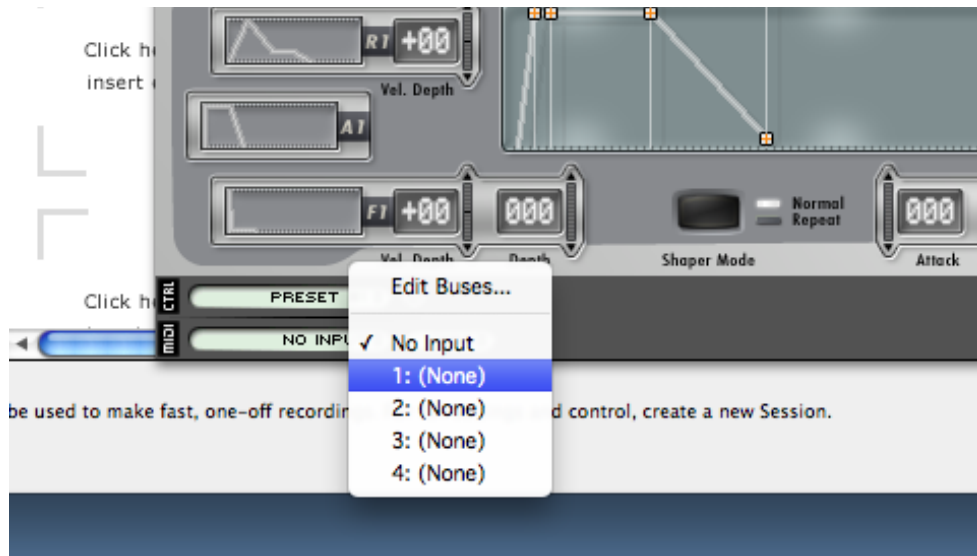 Click h
insert
R1 +00
Vel. Depth
A1
F1 +00 000
Normal
Repeat
000
Vel. Depth Depth Shaper Mode Attack
Edit Buses...
Click h
CTRL PRESET
MIDI NO INPU
✓ No Input
1: (None)
be used to make fast, one-off recordin
2: (None)
and control, create a new Session.
3: (None)
4: (None)